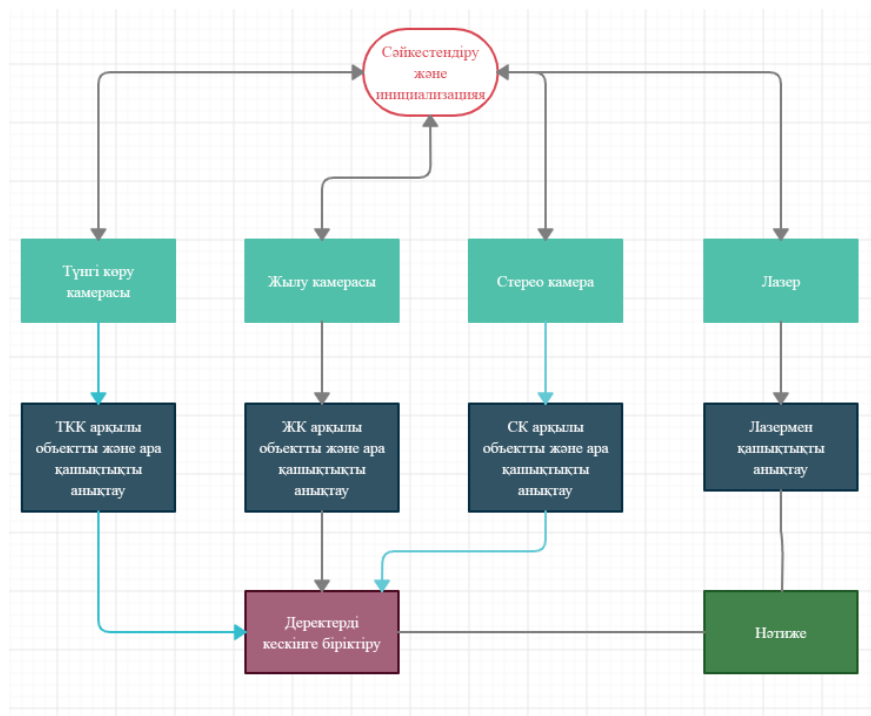 Сәйкестендіру
және
инициализацияя
Түнгі көру
камерасы
Жылу камерасы
Стерео камера
Лазер
ТКК арқылы
объектты және ара
қашықтықты
анықтау
ЖК арқылы
объектты және ара
қашықтықты
анықтау
СК арқылы
объектты және ара
қашықтықты
анықтау
Лазермен
қашықтықты
анықтау
Деректерді
кескінге біріктіру
Нәтиже